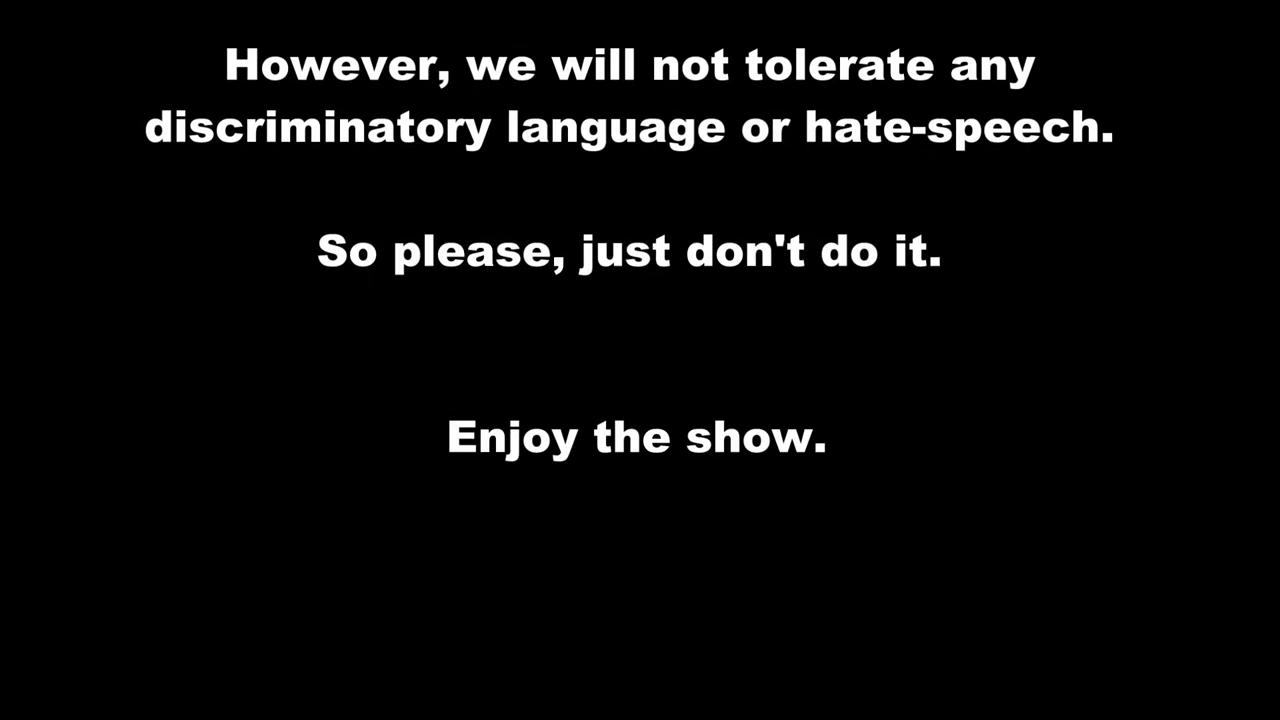 However, we will not tolerate any
discriminatory language or hate-speech.
So please, just don't do it.
Enjoy the show.